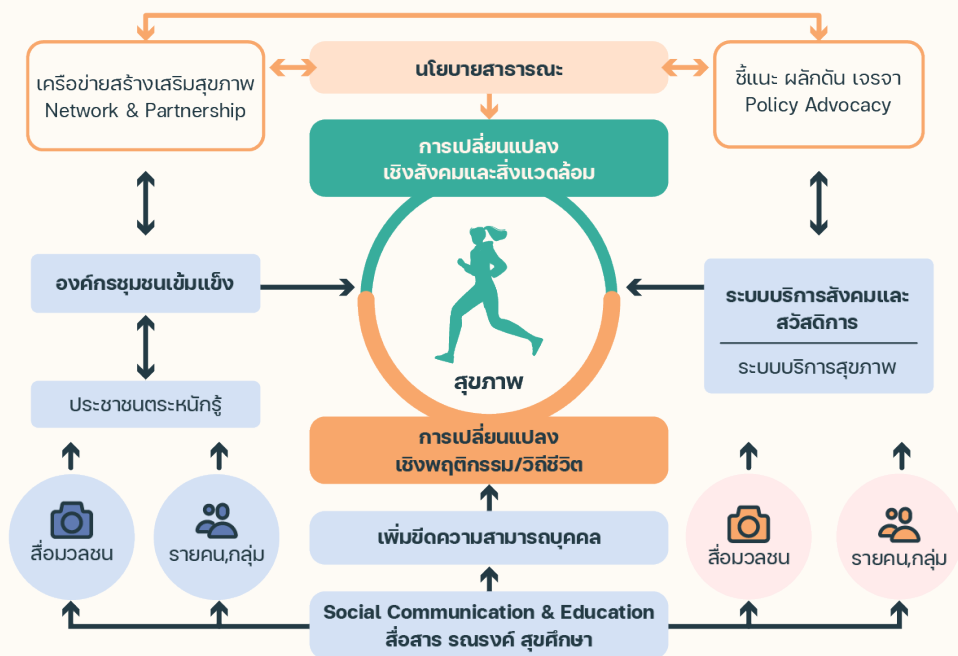 เครือข่ายสร้างเสริมสุขภาพ
Network & Partnership
นโยบายสาธารณะ
ชี้แนะ ผลักดัน เจรจา
Policy Advocacy
การเปลี่ยนแปลง
เชิงสังคมและสิ่งแวดล้อม
องค์กรชุมชนเข้มแข็ง
ระบบบริการสังคมและ
สวัสดิการ
ระบบบริการสุขภาพ
สุขภาพ
ประชาชนตระหนักรู้
การเปลี่ยนแปลง
เชิงพฤติกรรม/วิถีชีวิต
สื่อมวลชน
รายคน,กลุ่ม
เพิ่มขีดความสามารถบุคคล
สื่อมวลชน
รายคน,กลุ่ม
Social Communication & Education
สื่อสาร รณรงค์ สุขศึกษา